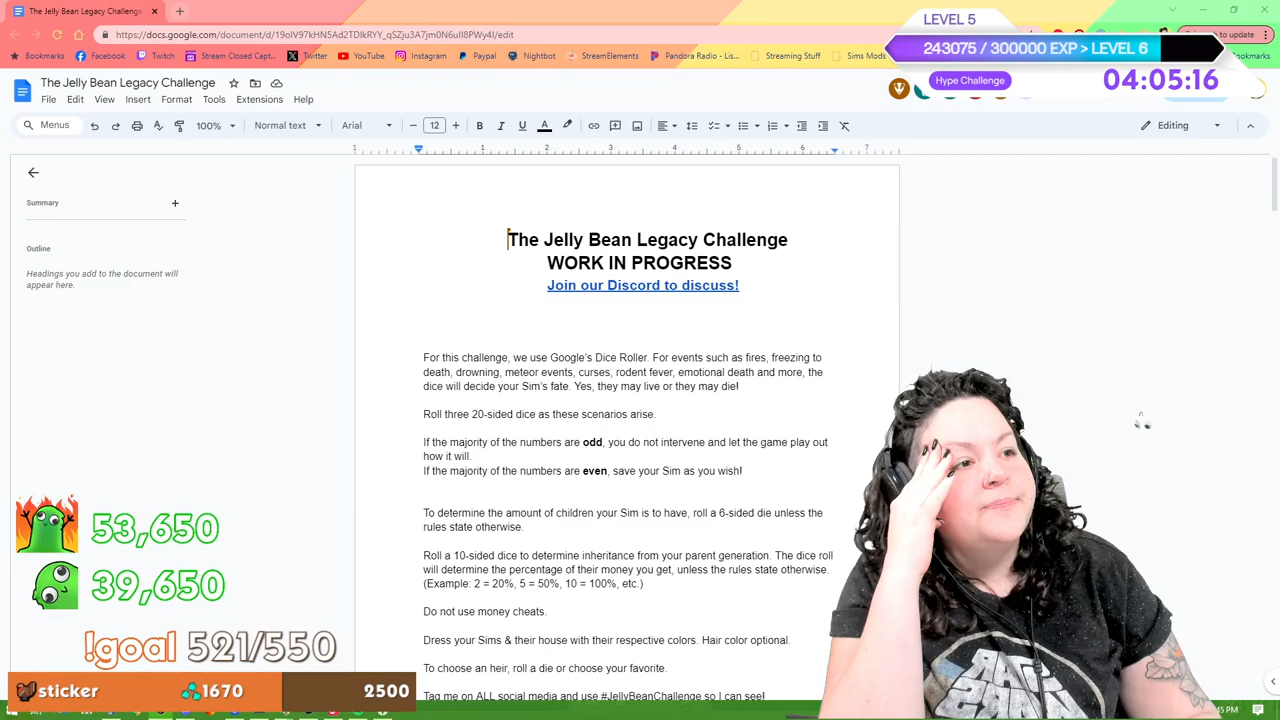 The Jelly Bean Legacy Challenge
LEVEL 5
243075 / 300000 EXP > LEVEL 6
Hype Challenge
04:05:16
https://docs.google.com/document/d/19oIV97kHN5Ad2TDlkRYY_qSZju3A7jm0N6uII8PWy4I/edit
to update
Bookmarks
Facebook
Twitch
Stream Closed Capt...
Twitter
YouTube
Instagram
Paypal
Nightbot
StreamElements
Pandora Radio - Lis...
Streaming Stuff
Sims Mods
Bookmarks
The Jelly Bean Legacy Challenge
File Edit View Insert Format Tools Extensions Help
Menus 100% Normal text Arial 12 Editing
1 1 2 3 4 5 6 7
Summary
Outline
Headings you add to the document will
appear here.
The Jelly Bean Legacy Challenge
WORK IN PROGRESS
Join our Discord to discuss!
For this challenge, we use Google's Dice Roller. For events such as fires, freezing to
death, drowning, meteor events, curses, rodent fever, emotional death and more, the
dice will decide your Sim's fate. Yes, they may live or they may die!
Roll three 20-sided dice as these scenarios arise.
If the majority of the numbers are odd, you do not intervene and let the game play out
how it will.
If the majority of the numbers are even, save your Sim as you wish!
To determine the amount of children your Sim is to have, roll a 6-sided die unless the
rules state otherwise.
Roll a 10-sided dice to determine inheritance from your parent generation. The dice roll
will determine the percentage of their money you get, unless the rules state otherwise.
(Example: 2 = 20%, 5 = 50%, 10 = 100%, etc.)
Do not use money cheats.
Dress your Sims & their house with their respective colors. Hair color optional.
To choose an heir, roll a die or choose your favorite.
Tag me on ALL social media and use #JellyBeanChallenge so I can see!
53,650
39,650
!goal 521/550
sticker 1670 2500